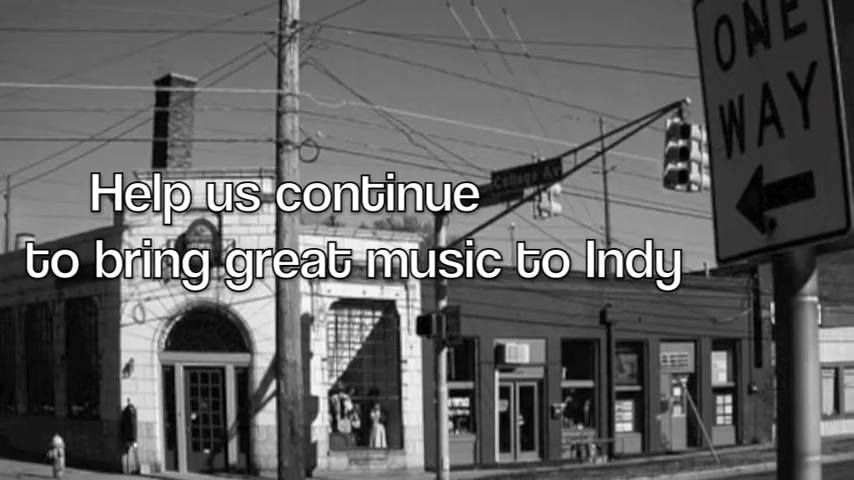 ONE
WAY
College Av
Help us continue
to bring great music to Indy